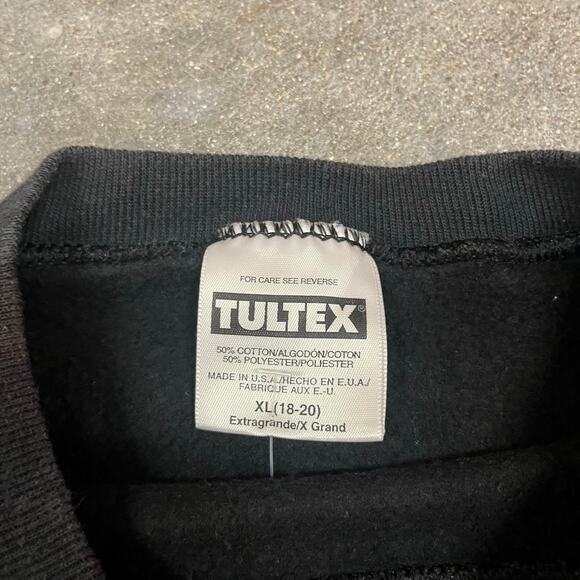 FOR CARE SEE REVERSE
TULTEX®
50% COTTON/ALGODÓN/COTON
50% POLYESTER/POLIESTER
MADE IN U.S.A./HECHO EN E.U.A./
FABRIQUE AUX E.-U.
XL(18-20)
Extragrande/X Grand